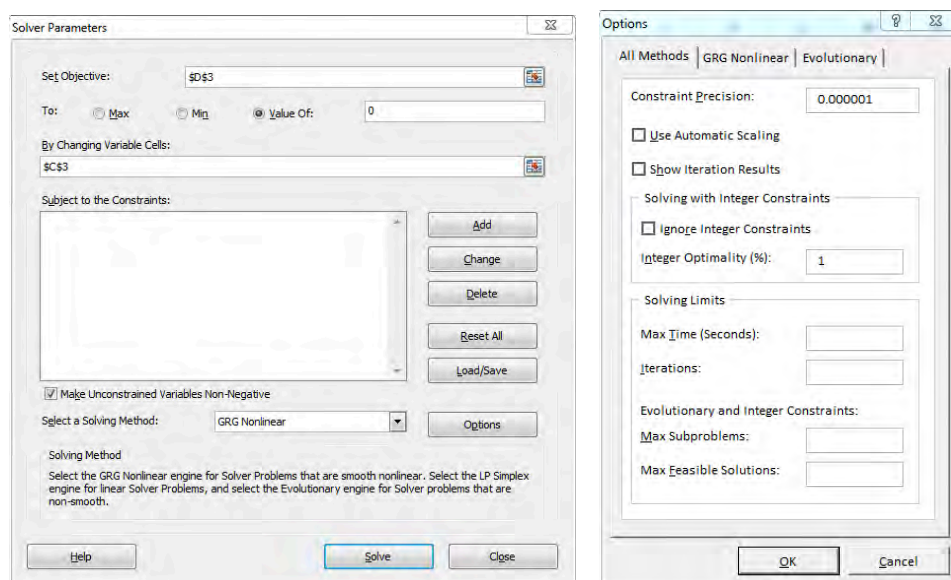 Solver Parameters
Set Objective: $D$3
To: Max Min Value Of: 0
By Changing Variable Cells:
$C$3
Subject to the Constraints:
Add
Change
Delete
Reset All
Load/Save
Make Unconstrained Variables Non-Negative
Select a Solving Method: GRG Nonlinear Options
Solving Method
Select the GRG Nonlinear engine for Solver Problems that are smooth nonlinear. Select the LP Simplex
engine for linear Solver Problems, and select the Evolutionary engine for Solver problems that are
non-smooth.
Help Solve Close
Options
All Methods GRG Nonlinear Evolutionary
Constraint Precision: 0.000001
Use Automatic Scaling
Show Iteration Results
Solving with Integer Constraints
Ignore Integer Constraints
Integer Optimality (%): 1
Solving Limits
Max Time (Seconds):
Iterations:
Evolutionary and Integer Constraints:
Max Subproblems:
Max Feasible Solutions:
OK Cancel